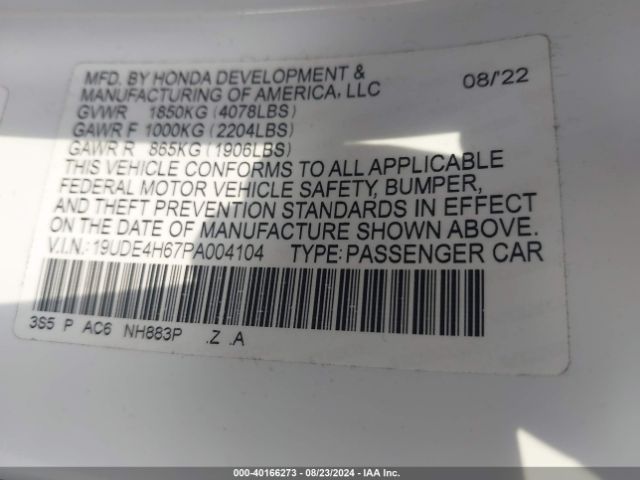 MFD. BY HONDA DEVELOPMENT &
MANUFACTURING OF AMERICA, LLC 08/'22
GVWR 1850KG (4078LBS)
GAWR F 1000KG (2204LBS)
GAWR R 865KG (1906LBS)
THIS VEHICLE CONFORMS TO ALL APPLICABLE
FEDERAL MOTOR VEHICLE SAFETY, BUMPER,
AND THEFT PREVENTION STANDARDS IN EFFECT
ON THE DATE OF MANUFACTURE SHOWN ABOVE.
V.I.N.: 19UDE4H67PA004104 TYPE: PASSENGER CAR
3S5 P AC6 NH883P .Z .A
000-40166273 | 08/23/2024 - IAA Inc.